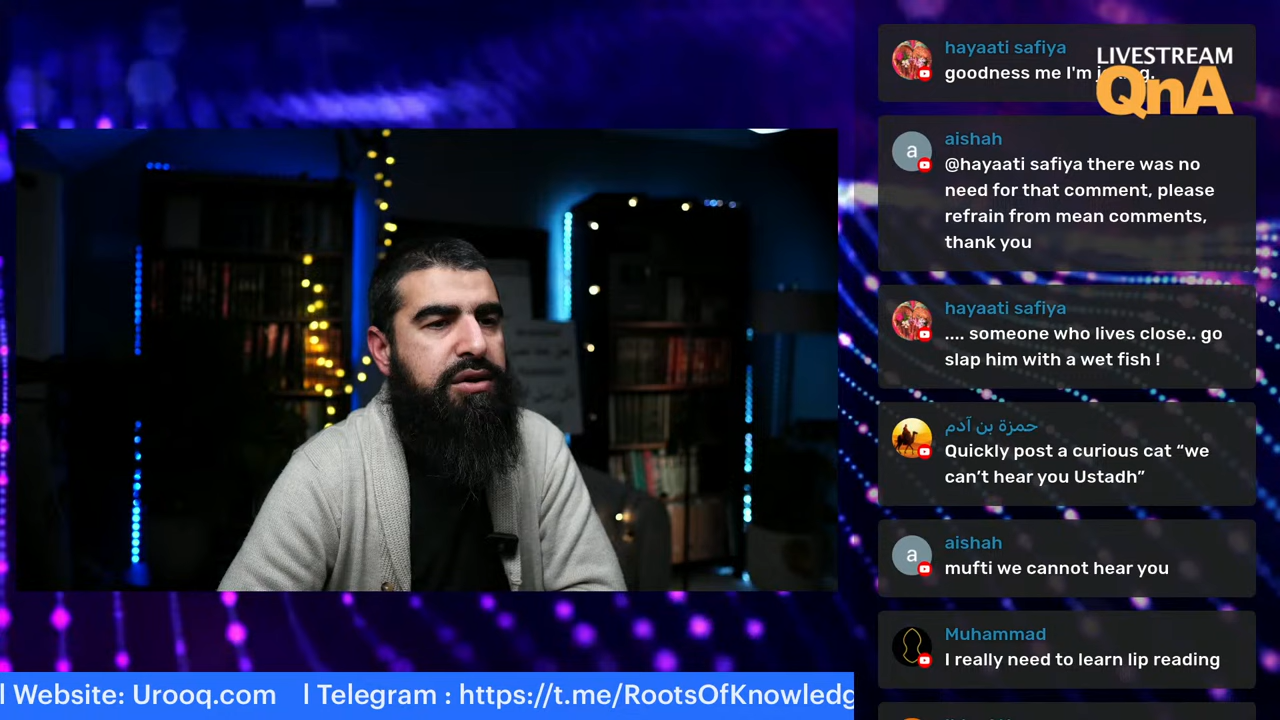 hayaati safiya
goodness me I'm
LIVESTREAM
QnA
aishah
@hayaati safiya there was no
need for that comment, please
refrain from mean comments,
thank you
hayaati safiya
.... someone who lives close.. go
slap him with a wet fish !
حمزة بن آدم
Quickly post a curious cat “we
can’t hear you Ustadh”
a
aishah
mufti we cannot hear you
Muhammad
I really need to learn lip reading
l Website: Urooq.com l Telegram : https://t.me/RootsOfKnowledg